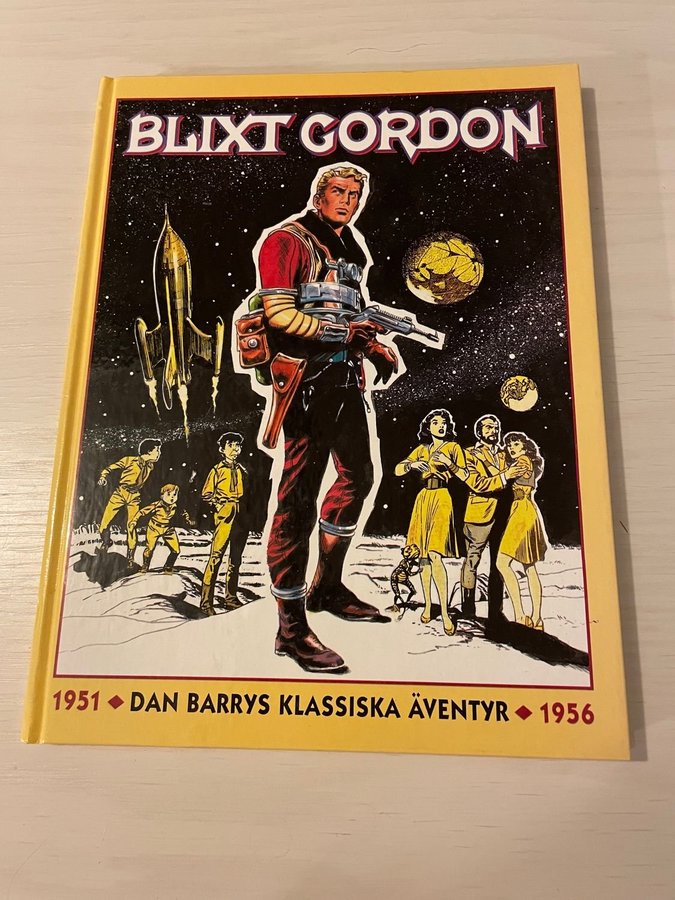 BLIXT GORDON
1951 ◆ DAN BARRYS KLASSISKA ÄVENTYR ◆ 1956